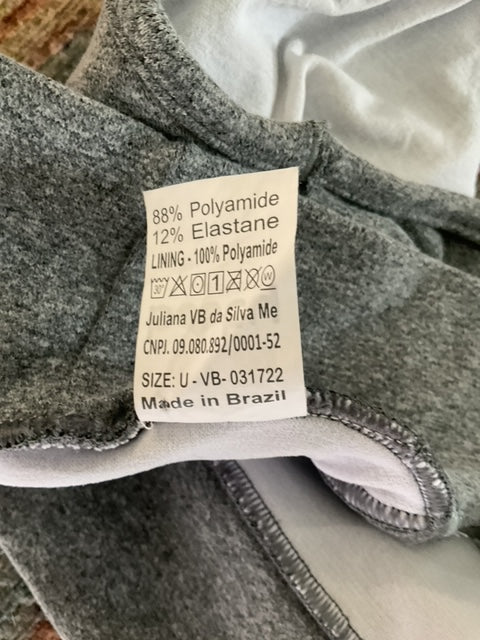 88% Polyamide
12% Elastane
LINING - 100% Polyamide
30°
Juliana VB da Silva Me
CNPJ. 09.080.892/0001-52
SIZE: U - VB- 031722
Made in Brazil